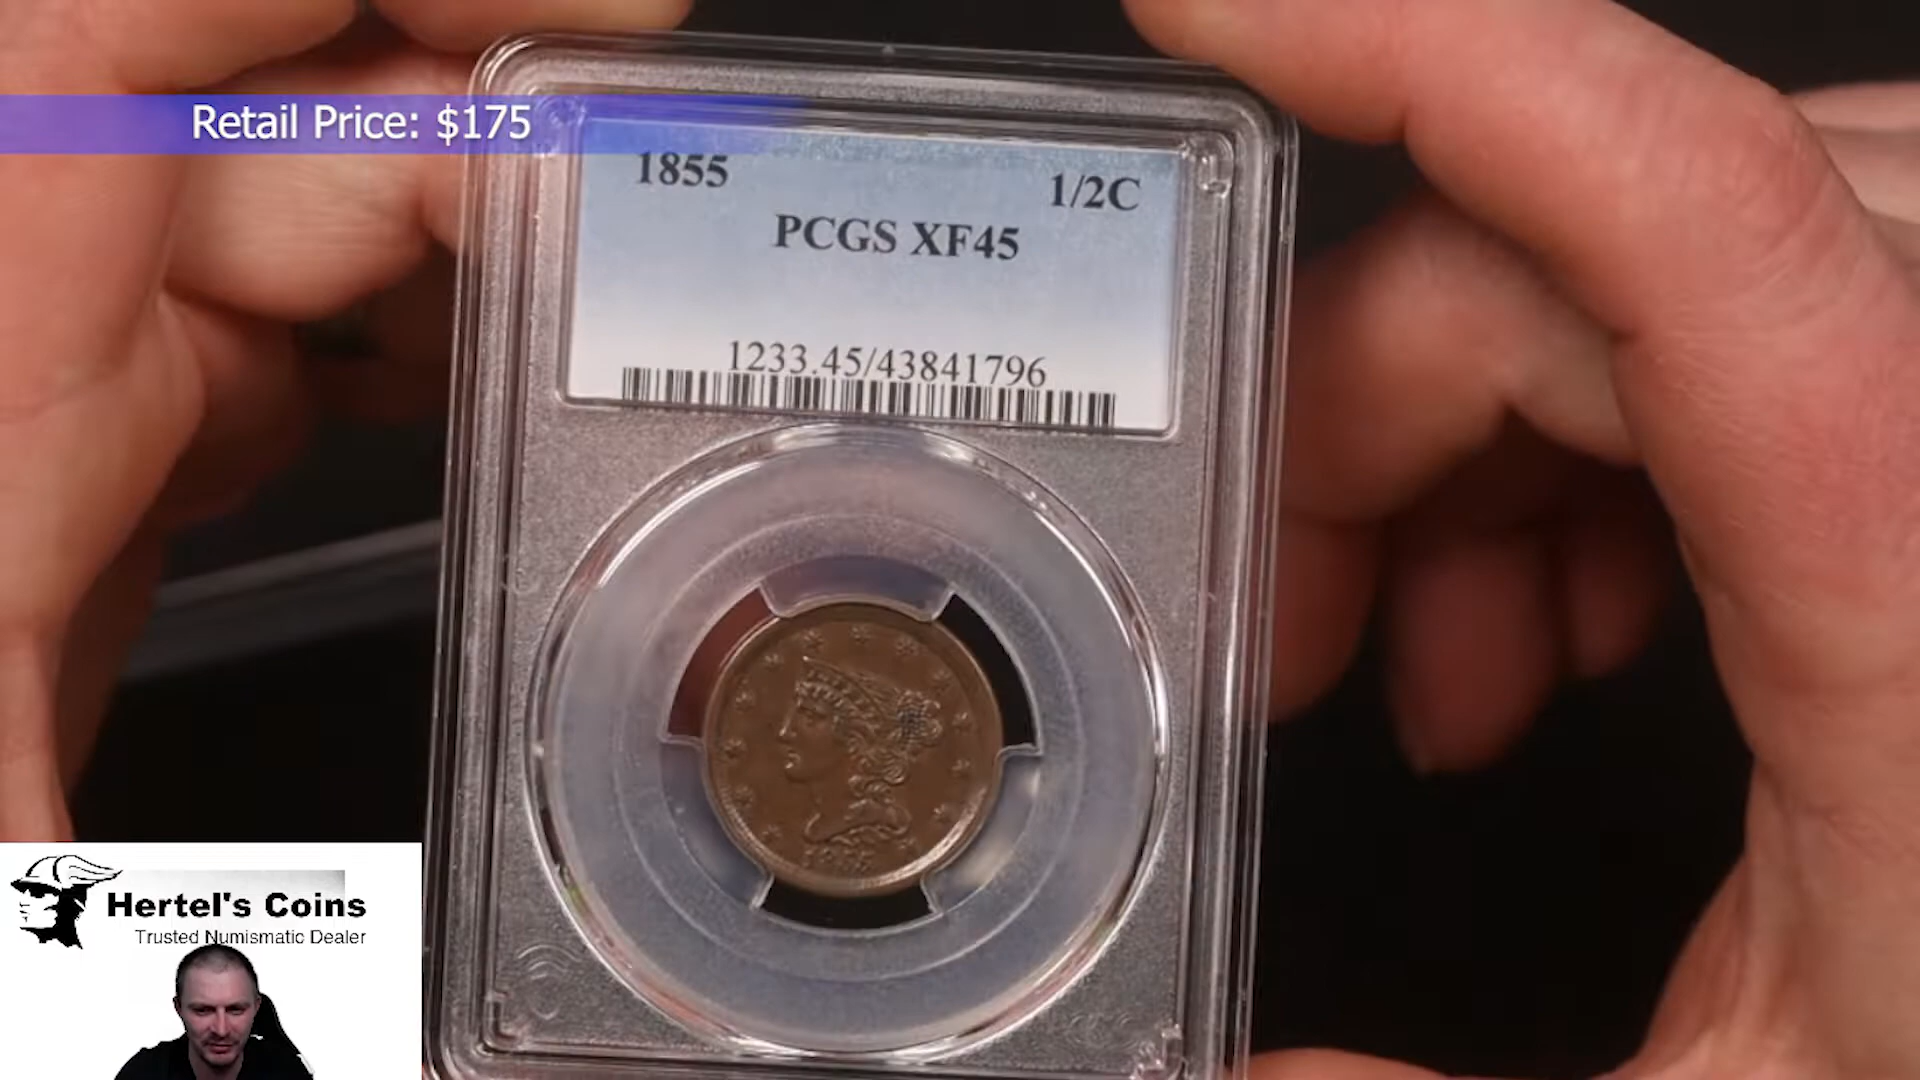 Retail Price: $175
1855
1/2C
PCGS XF45
1233.45/43841796
Hertel's Coins
Trusted Numismatic Dealer